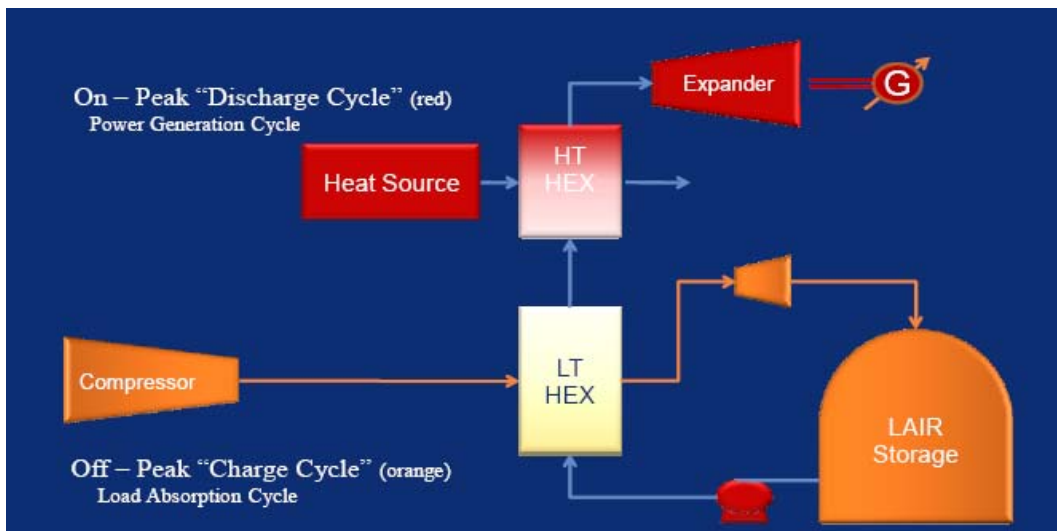 On – Peak “Discharge Cycle” (red)
Power Generation Cycle
Expander
G
Heat Source
HT
HEX
Compressor
LT
HEX
LAIR
Storage
Off – Peak “Charge Cycle” (orange)
Load Absorption Cycle